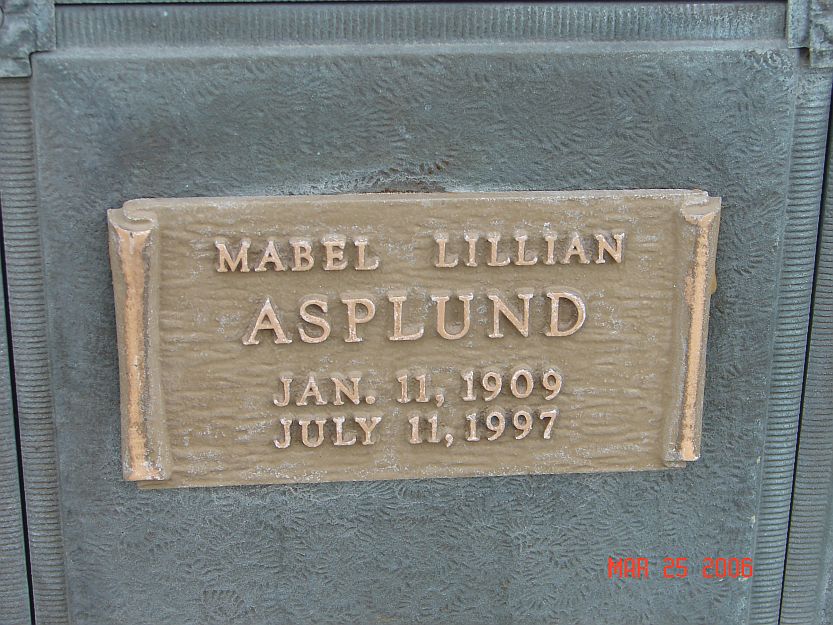 MABEL LILLIAN
ASPLUND
JAN. 11, 1909
JULY 11, 1997
MAR 25 2006